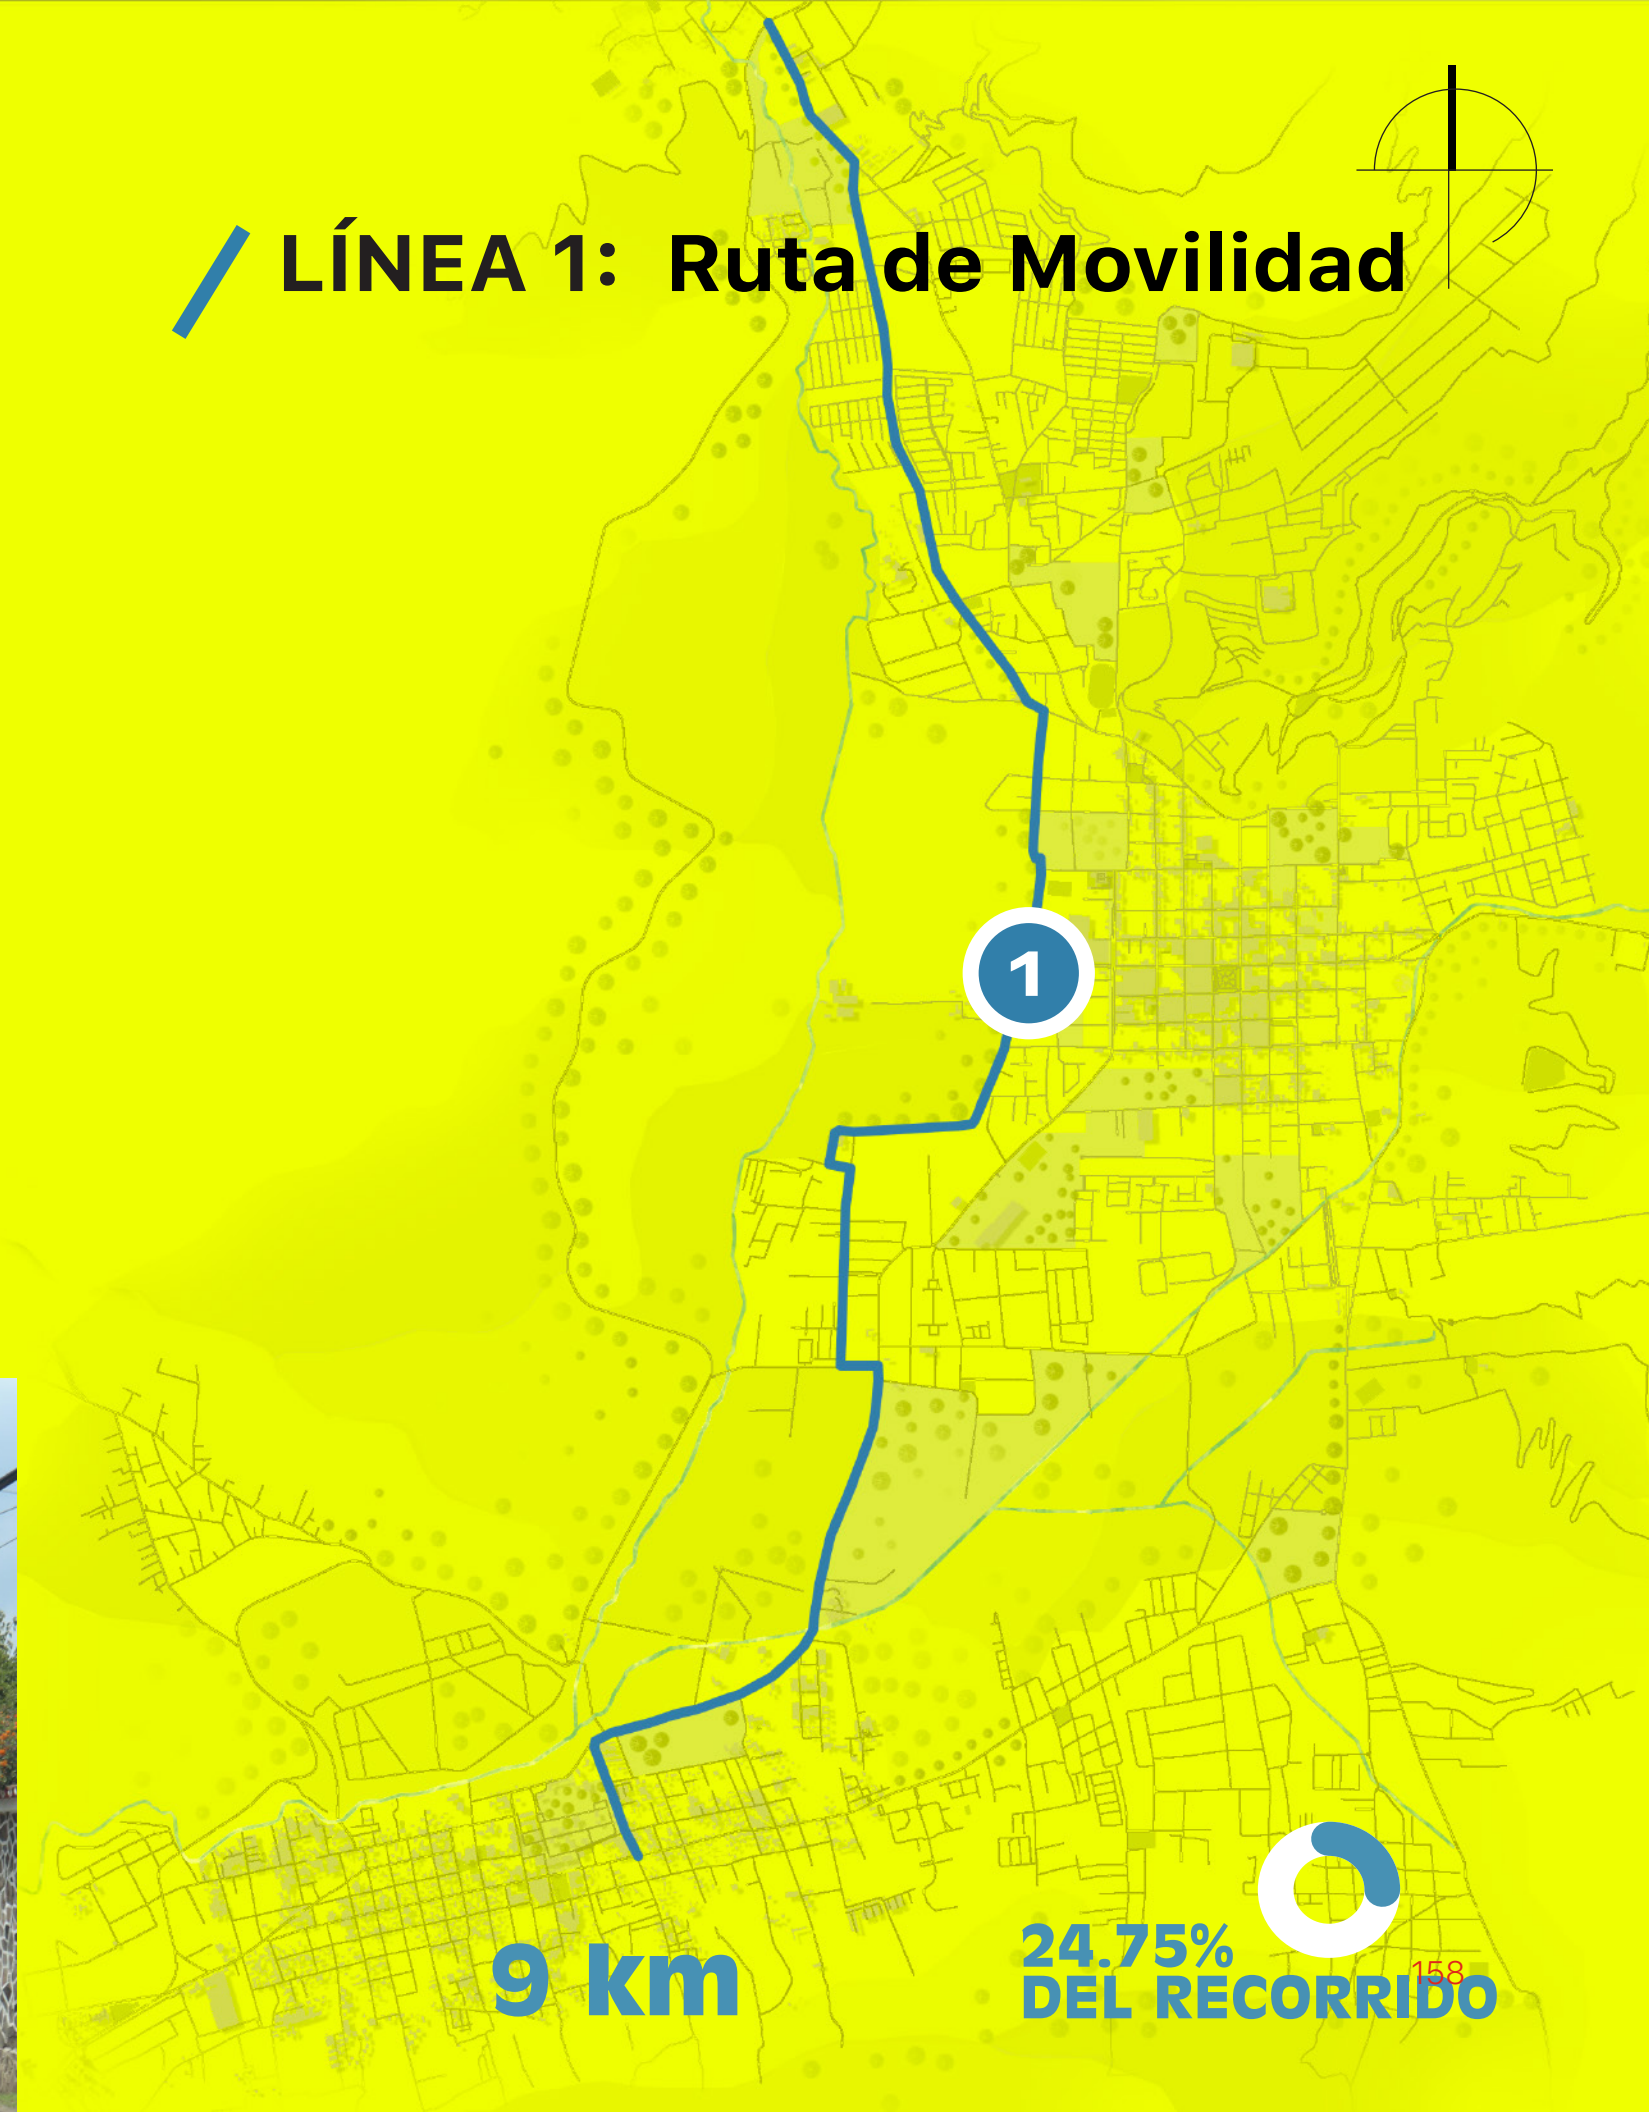 LÍNEA 1: Ruta de Movilidad
1
9 km
24.75%
DEL RECORRIDO
158